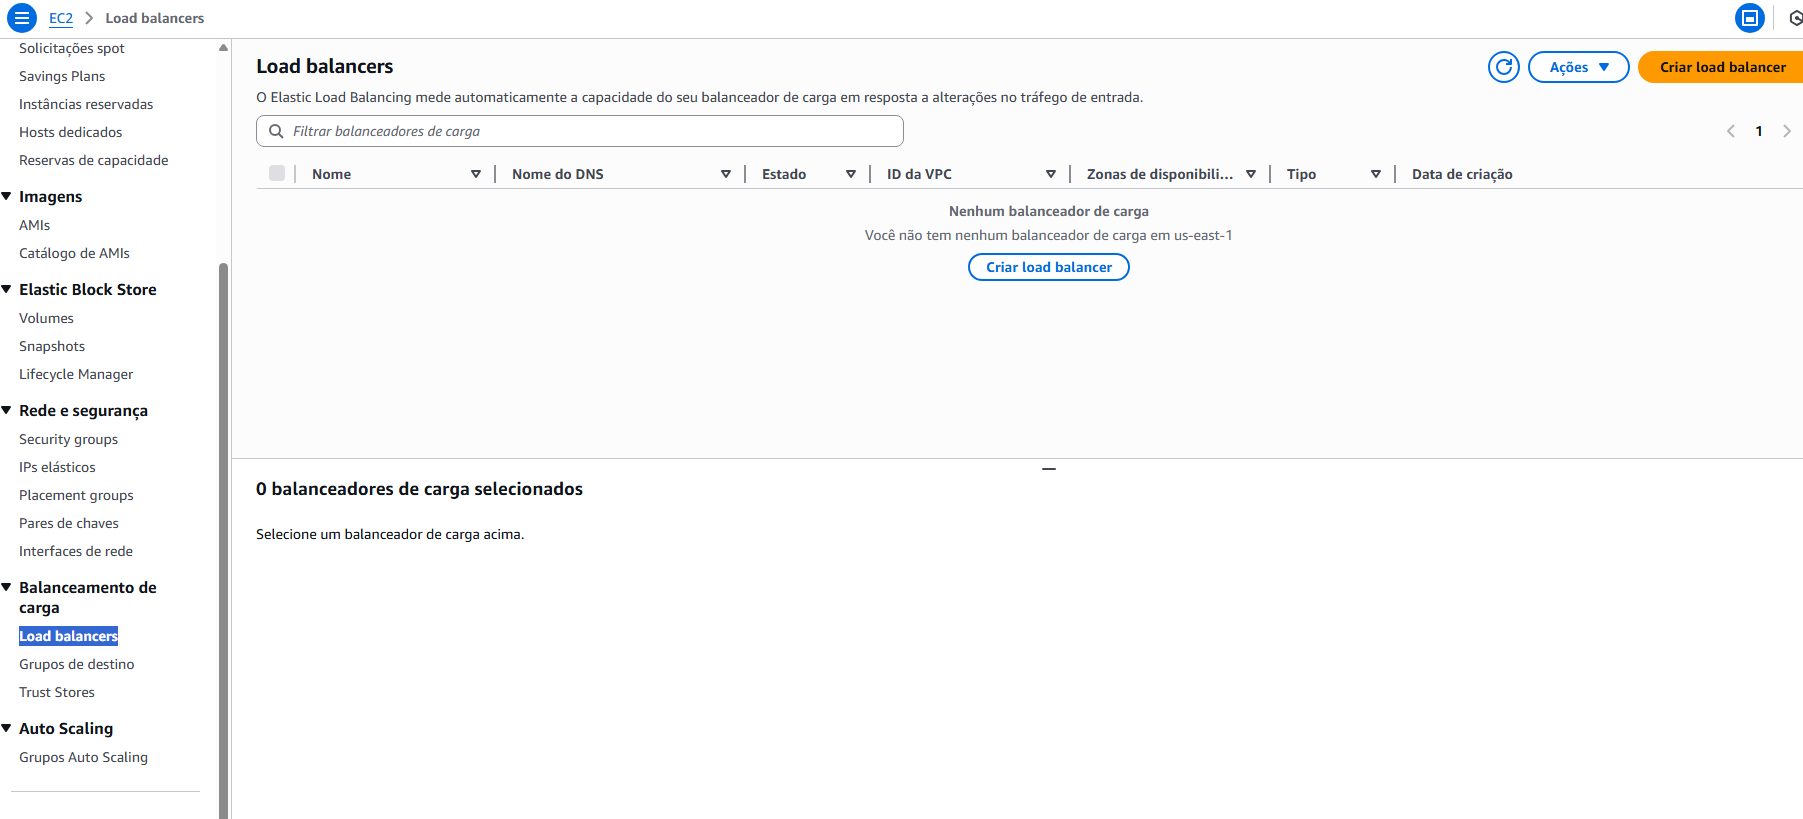 EC2 > Load balancers
Solicitações spot
Savings Plans
Instâncias reservadas
Hosts dedicados
Reservas de capacidade
Imagens
AMIs
Catálogo de AMIs
Elastic Block Store
Volumes
Snapshots
Lifecycle Manager
Rede e segurança
Security groups
IPs elásticos
Placement groups
Pares de chaves
Interfaces de rede
Balanceamento de
carga
Load balancers
Grupos de destino
Trust Stores
Auto Scaling
Grupos Auto Scaling
Load balancers
Ações
Criar load balancer
O Elastic Load Balancing mede automaticamente a capacidade do seu balanceador de carga em resposta a alterações no tráfego de entrada.
Filtrar balanceadores de carga
1
Nome Nome do DNS Estado ID da VPC Zonas de disponibili... Tipo Data de criação
Nenhum balanceador de carga
Você não tem nenhum balanceador de carga em us-east-1
Criar load balancer
0 balanceadores de carga selecionados
Selecione um balanceador de carga acima.